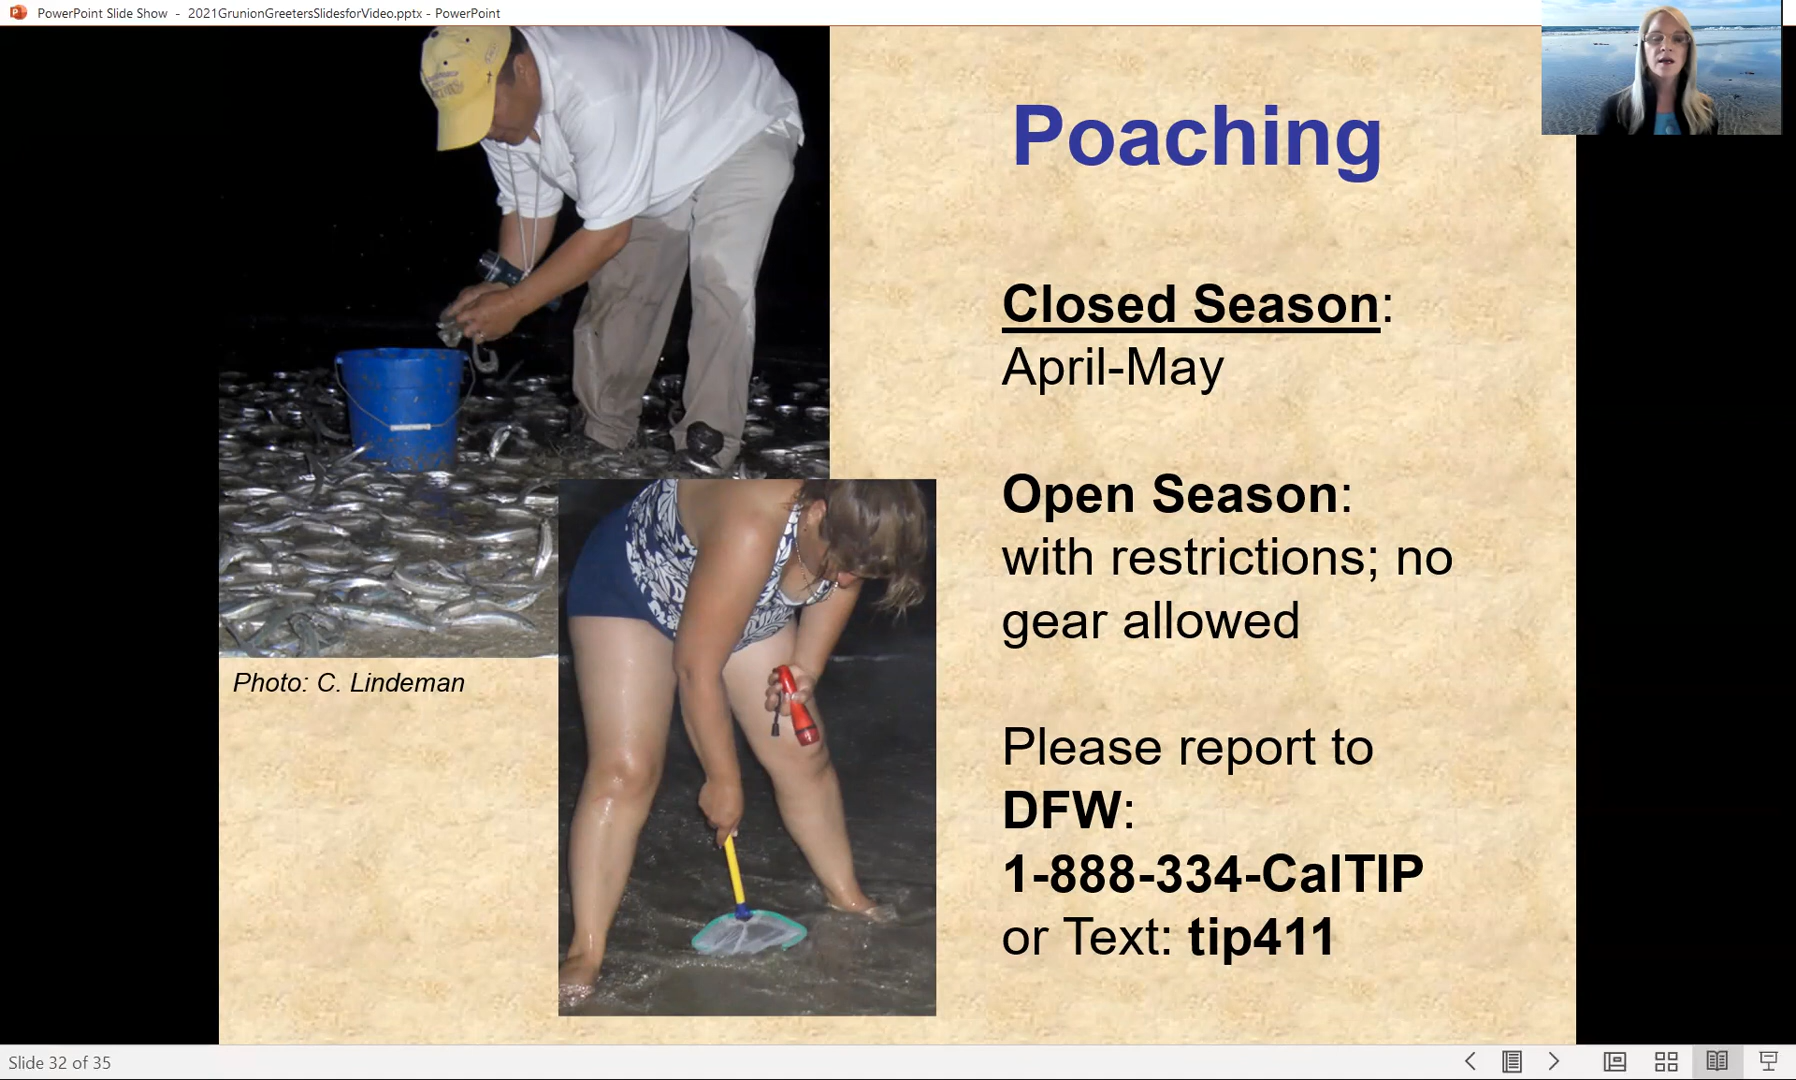 PowerPoint Slide Show - 2021GrunionGreetersSlidesforVideo.pptx - PowerPoint
Poaching
Closed Season:
April-May
Open Season:
with restrictions; no
gear allowed
Please report to
DFW:
1-888-334-CalTIP
or Text: tip411
Photo: C. Lindeman
Slide 32 of 35